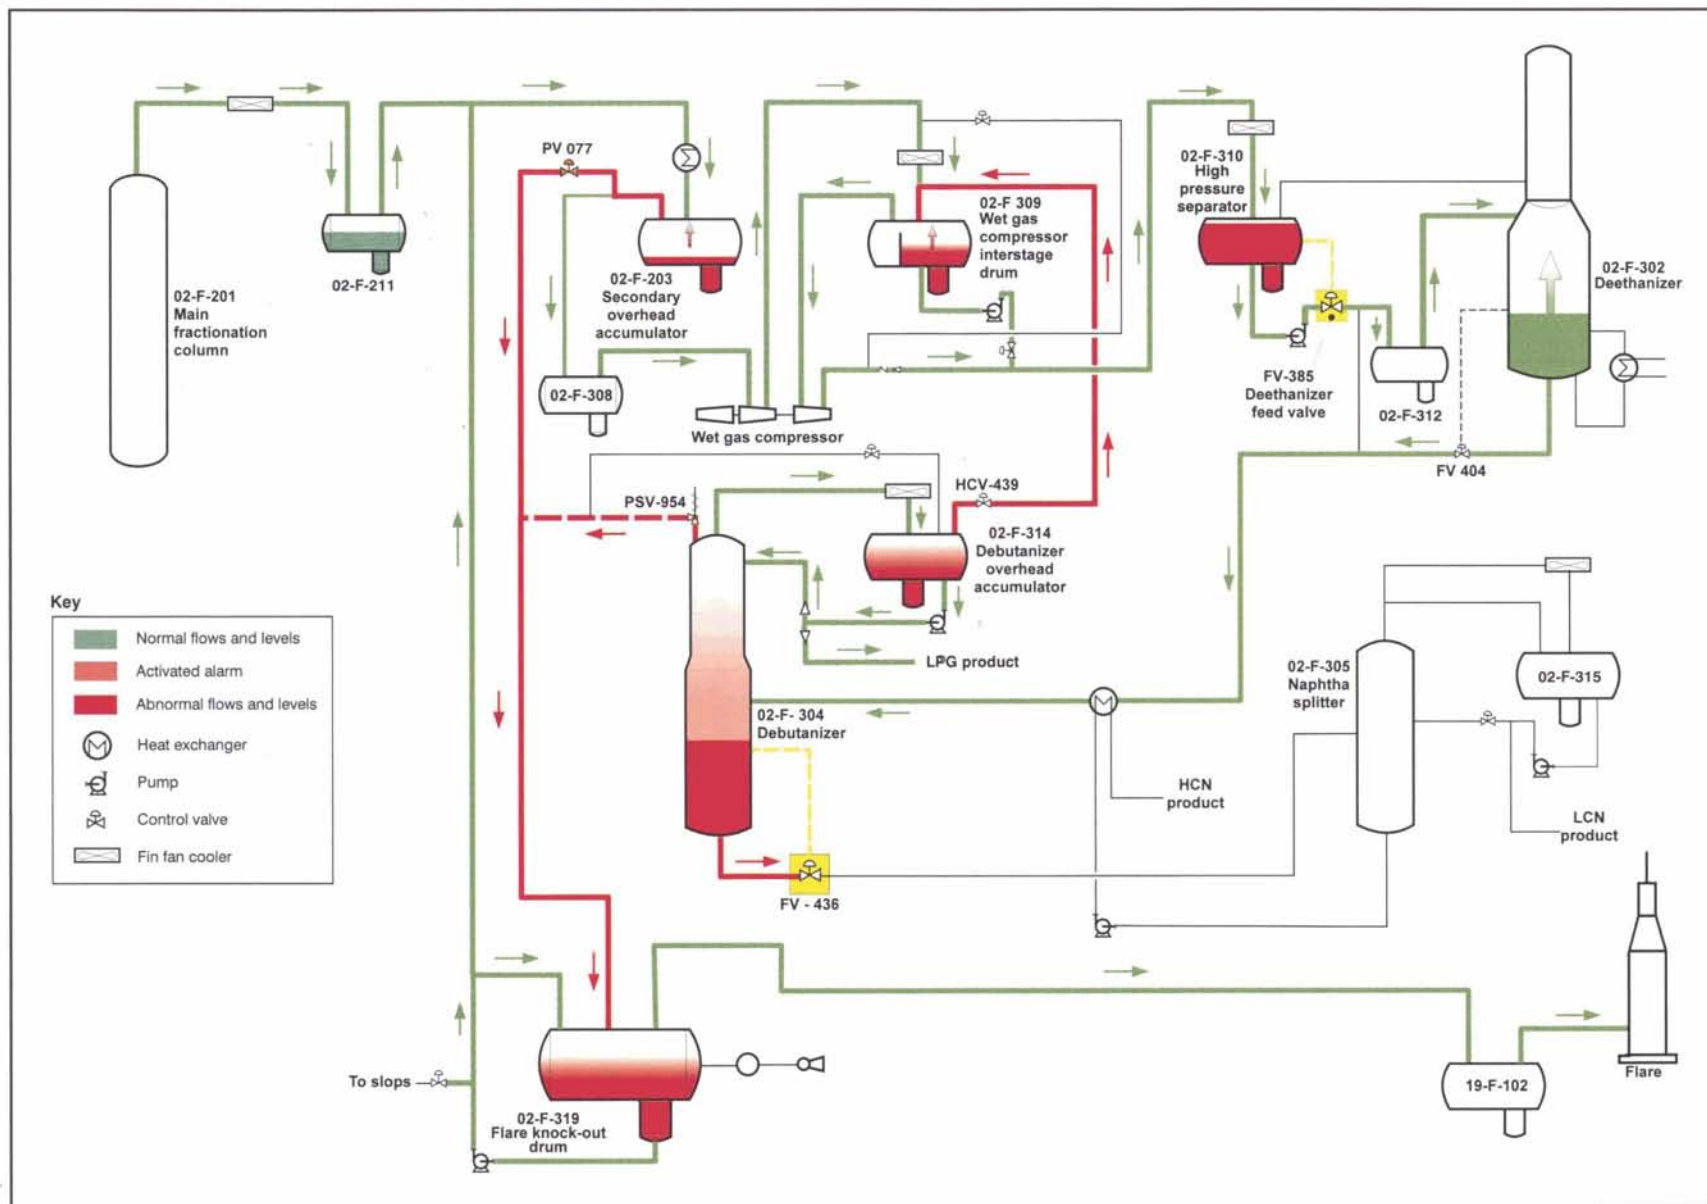 PV 077
02-F-201
Main
fractionation
column
02-F-211
02-F-203
Secondary
overhead
accumulator
02-F 309
Wet gas
compressor
interstage
drum
02-F-310
High
pressure
separator
02-F-302
Deethanizer
02-F-308
Wet gas compressor
FV-385
Deethanizer
feed valve
02-F-312
FV 404
PSV-954
HCV-439
02-F-314
Debutanizer
overhead
accumulator
LPG product
02-F- 304
Debutanizer
02-F-305
Naphtha
splitter
02-F-315
HCN
product
LCN
product
FV - 436
Key
Normal flows and levels
Activated alarm
Abnormal flows and levels
Heat exchanger
Pump
Control valve
Fin fan cooler
To slops
02-F-319
Flare knock-out
drum
19-F-102
Flare